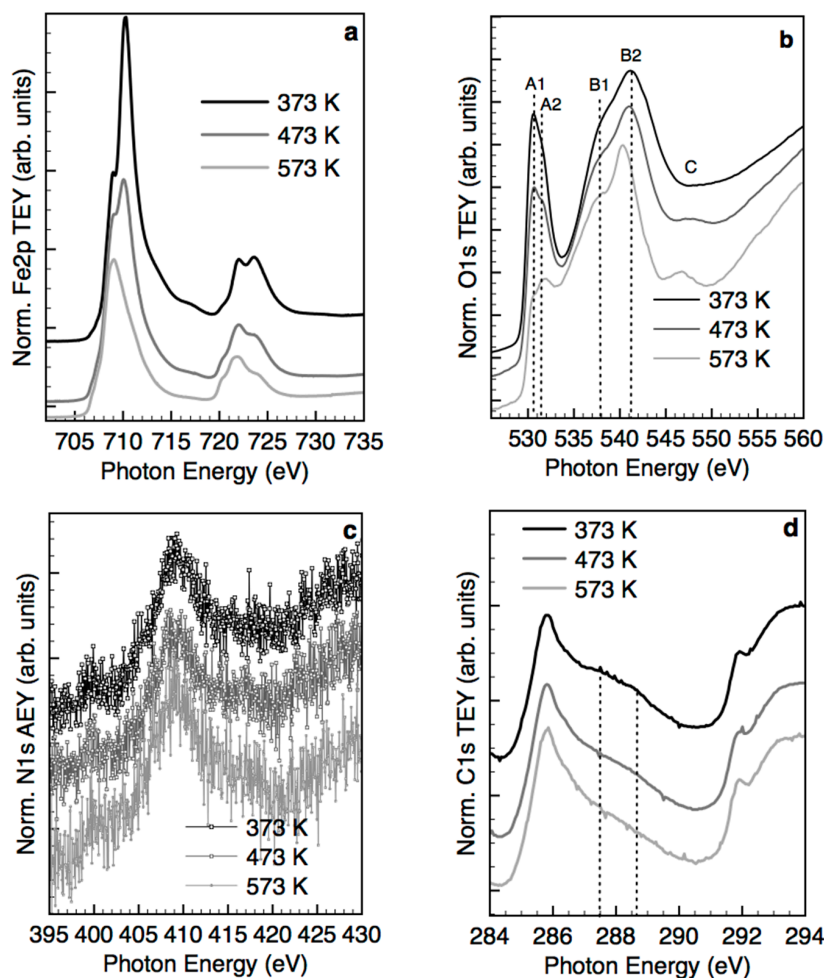 a
373 K
473 K
573 K
Norm. Fe2p TEY (arb. units)
705 710 715 720 725 730 735
Photon Energy (eV)
b
A1
A2
B1
B2
C
373 K
473 K
573 K
Norm. O1s TEY (arb. units)
530 535 540 545 550 555 560
Photon Energy (eV)
c
373 K
473 K
573 K
Norm. N1s AEY (arb. units)
395 400 405 410 415 420 425 430
Photon Energy (eV)
d
373 K
473 K
573 K
Norm. C1s TEY (arb. units)
284 286 288 290 292 294
Photon Energy (eV)